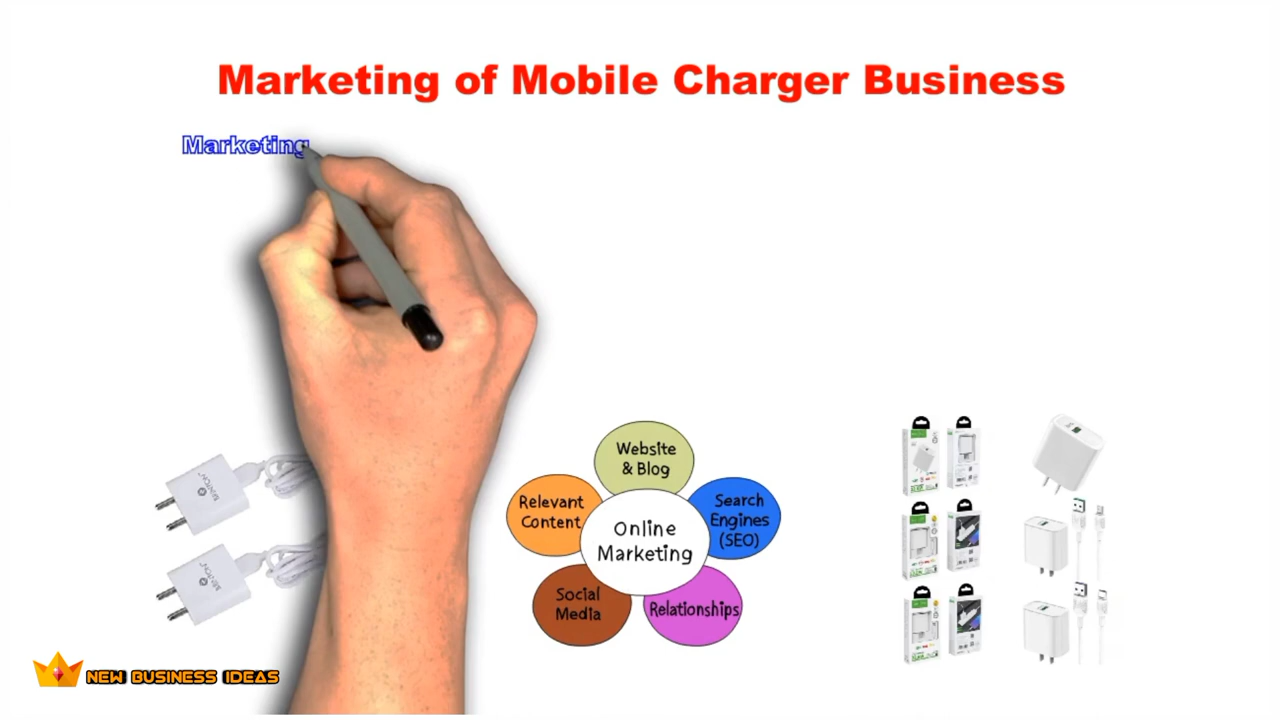 Marketing of Mobile Charger Business
Marketing
Website
& Blog
Relevant
Content
Search
Engines
(SEO)
Online
Marketing
Social
Media
Relationships
NEW BUSINESS IDEAS